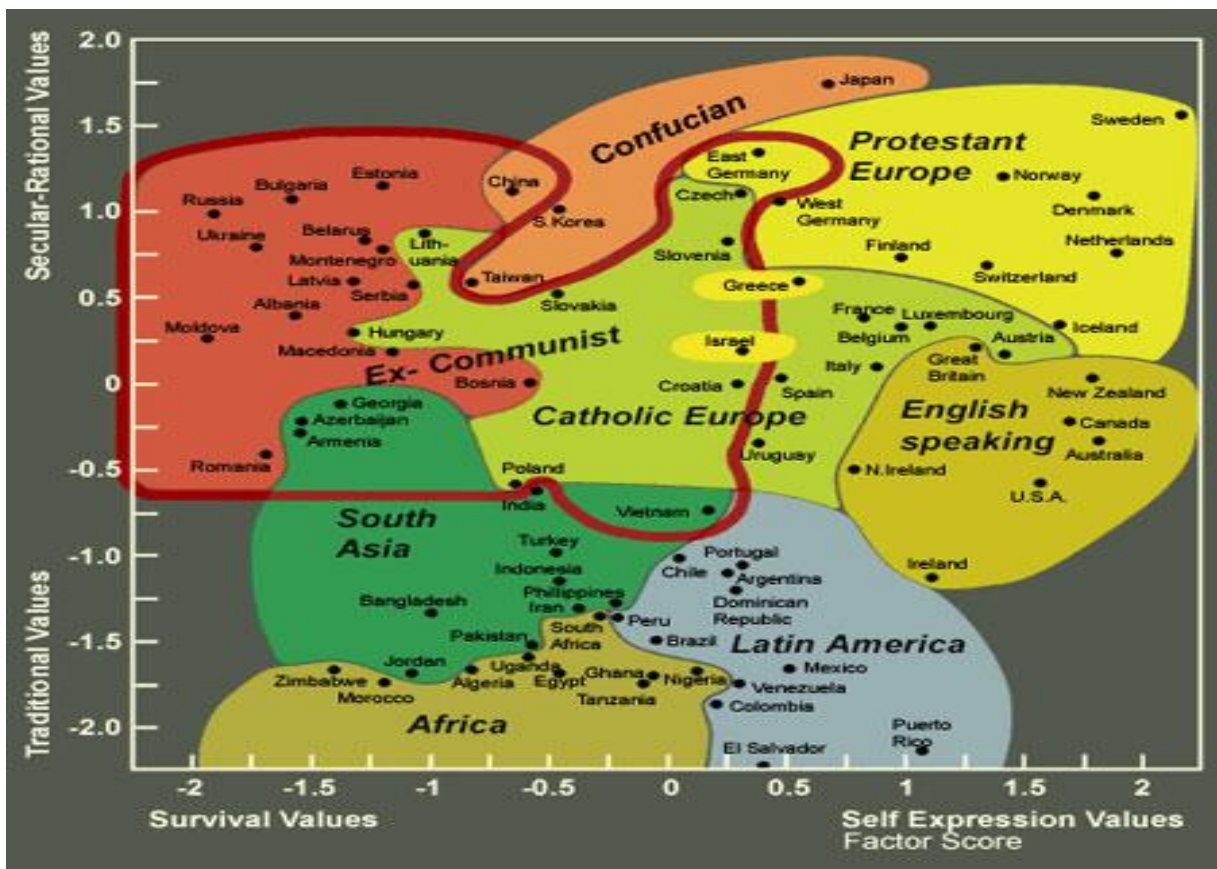 2.0
1.5
1.0
0.5
0
-0.5
-1.0
-1.5
-2.0
Secular-Rational Values
Traditional Values
Japan
Confucian
Sweden
Protestant
Europe
East
Germany
Estonia
China
Bulgaria
Czech
Norway
Russia
West
Germany
Denmark
S.Korea
Ukraine
Belarus
Lith-
uania
Montenegro
Slovenia
Finland
Netherlands
Switzerland
Latvia
Serbia
Taiwan
Greece
Slovakia
Albania
France
Luxembourg
Moldova
Hungary
Belgium
Iceland
Austria
Macedonia
Israel
Ex- Communist
Italy
Great
Britain
Bosnia
Croatia
Spain
New Zealand
Georgia
Catholic Europe
English
speaking
Azerbaijan
Armenia
Canada
Australia
Uruguay
Romania
Poland
N.Ireland
India
U.S.A.
South
Asia
Vietnam
Turkey
Portugal
Indonesia
Chile
Argentina
Ireland
Phillippines
Dominican
Republic
Bangladesh
Iran
Peru
South
Africa
Pakistan
Brazil
Latin America
Jordan
Uganda
Ghana
Mexico
Zimbabwe
Algeria
Egypt
Nigeria
Morocco
Tanzania
Venezuela
Colombia
Africa
Puerto
Rico
El Salvador
-2
-1
-0.5
0
0.5
1
1.5
2
Survival Values
Self Expression Values
Factor Score